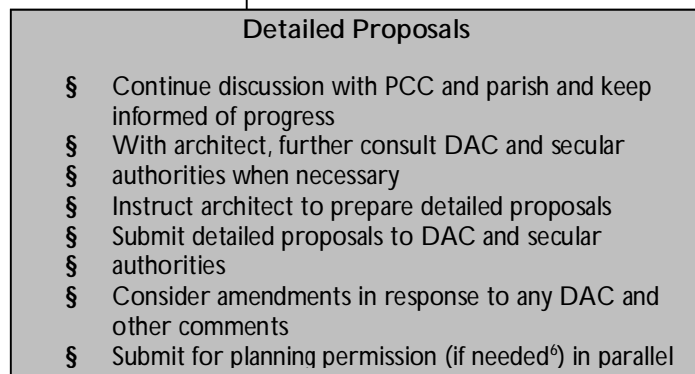 Detailed Proposals
§ Continue discussion with PCC and parish and keep
informed of progress
§ With architect, further consult DAC and secular
§ authorities when necessary
§ Instruct architect to prepare detailed proposals
§ Submit detailed proposals to DAC and secular
§ authorities
§ Consider amendments in response to any DAC and
other comments
§ Submit for planning permission (if needed⁶) in parallel